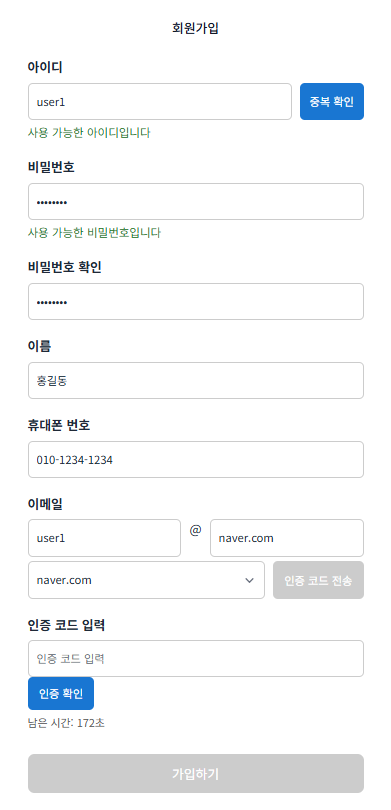 회원가입
아이디
user1 중복 확인
사용 가능한 아이디입니다
비밀번호
••••••••
사용 가능한 비밀번호입니다
비밀번호 확인
••••••••
이름
홍길동
휴대폰 번호
010-1234-1234
이메일
user1 @ naver.com
naver.com 인증 코드 전송
인증 코드 입력
인증 코드 입력
인증 확인
남은 시간: 172초
가입하기